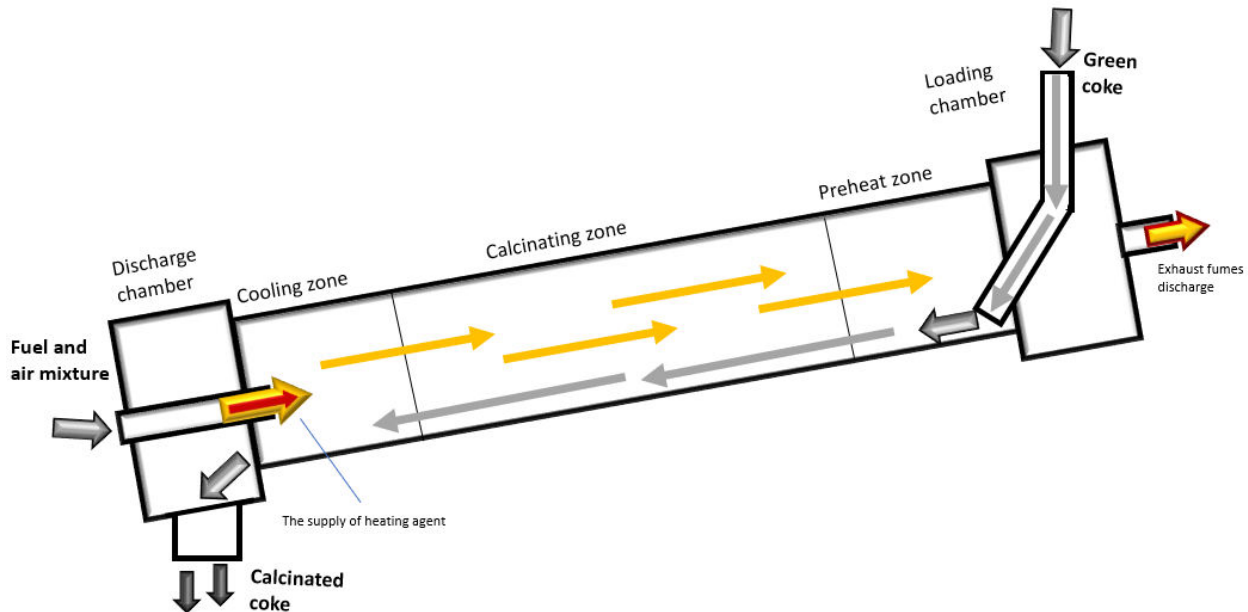 Green
coke
Loading
chamber
Preheat zone
Calcinating zone
Discharge
chamber
Cooling zone
Exhaust fumes
discharge
Fuel and
air mixture
The supply of heating agent
Calcinated
coke